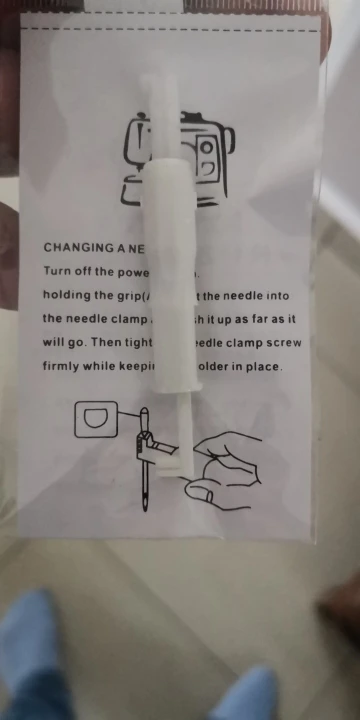 CHANGING A NE
Turn off the powe
holding the grip( t the needle into
the needle clamp h it up as far as it
will go. Then tight eedle clamp screw
firmly while keepi older in place.